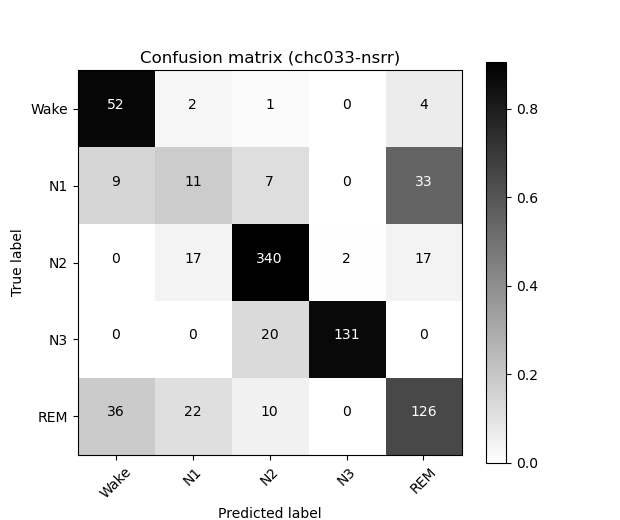 Confusion matrix (chc033-nsrr)
Wake 52 2 1 0 4
N1 9 11 7 0 33
N2 0 17 340 2 17
N3 0 0 20 131 0
REM 36 22 10 0 126
Wake N1 N2 N3 REM
Predicted label
True label
0.8
0.6
0.4
0.2
0.0